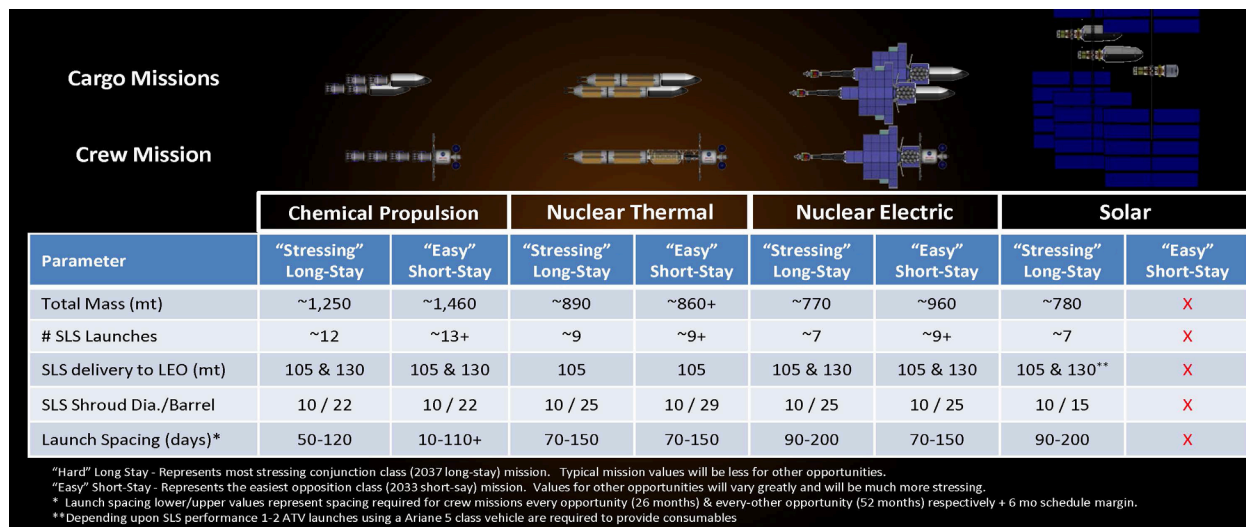 Cargo Missions
Crew Mission
Chemical Propulsion Nuclear Thermal Nuclear Electric Solar
Parameter “Stressing” Long-Stay “Easy” Short-Stay “Stressing” Long-Stay “Easy” Short-Stay “Stressing” Long-Stay “Easy” Short-Stay “Stressing” Long-Stay “Easy” Short-Stay
Total Mass (mt) ~1,250 ~1,460 ~890 ~860+ ~770 ~960 ~780 X
# SLS Launches ~12 ~13+ ~9 ~9+ ~7 ~9+ ~7 X
SLS delivery to LEO (mt) 105 & 130 105 & 130 105 105 105 & 130 105 & 130 105 & 130** X
SLS Shroud Dia./Barrel 10 / 22 10 / 22 10 / 25 10 / 29 10 / 25 10 / 25 10 / 15 X
Launch Spacing (days)* 50-120 10-110+ 70-150 70-150 90-200 70-150 90-200 X
“Hard” Long Stay - Represents most stressing conjunction class (2037 long-stay) mission. Typical mission values will be less for other opportunities.
“Easy” Short-Stay - Represents the easiest opposition class (2033 short-say) mission. Values for other opportunities will vary greatly and will be much more stressing.
* Launch spacing lower/upper values represent spacing required for crew missions every opportunity (26 months) & every-other opportunity (52 months) respectively + 6 mo schedule margin.
**Depending upon SLS performance 1-2 ATV launches using a Ariane 5 class vehicle are required to provide consumables